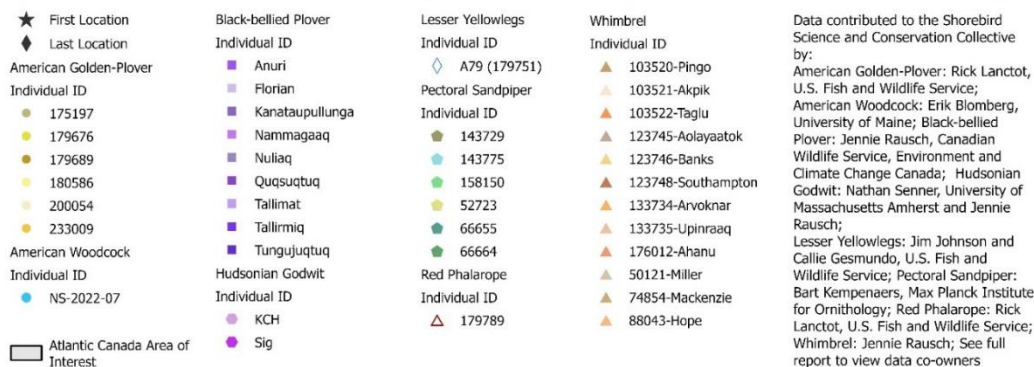 First Location
Last Location
American Golden-Plover
Individual ID
175197
179676
179689
180586
200054
233009
American Woodcock
Individual ID
NS-2022-07
Atlantic Canada Area of
Interest
Black-bellied Plover
Individual ID
Anuri
Florian
Kanataupullunga
Nammagaaq
Nuliaq
Quqsuqtuq
Tallimat
Tallirmiq
Tungujuqtuq
Hudsonian Godwit
Individual ID
KCH
Sig
Lesser Yellowlegs
Individual ID
A79 (179751)
Pectoral Sandpiper
Individual ID
143729
143775
158150
52723
66655
66664
Red Phalarope
Individual ID
179789
Whimbrel
Individual ID
103520-Pingo
103521-Akpik
103522-Taglu
123745-Aolayaatok
123746-Banks
123748-Southampton
133734-Arvoknar
133735-Upinraaq
176012-Ahanu
50121-Miller
74854-Mackenzie
88043-Hope
Data contributed to the Shorebird
Science and Conservation Collective
by:
American Golden-Plover: Rick Lanctot,
U.S. Fish and Wildlife Service;
American Woodcock: Erik Blomberg,
University of Maine; Black-bellied
Plover: Jennie Rausch, Canadian
Wildlife Service, Environment and
Climate Change Canada; Hudsonian
Godwit: Nathan Senner, University of
Massachusetts Amherst and Jennie
Rausch;
Lesser Yellowlegs: Jim Johnson and
Callie Gesmundo, U.S. Fish and
Wildlife Service; Pectoral Sandpiper:
Bart Kempenaers, Max Planck Institute
for Ornithology; Red Phalarope: Rick
Lanctot, U.S. Fish and Wildlife Service;
Whimbrel: Jennie Rausch; See full
report to view data co-owners